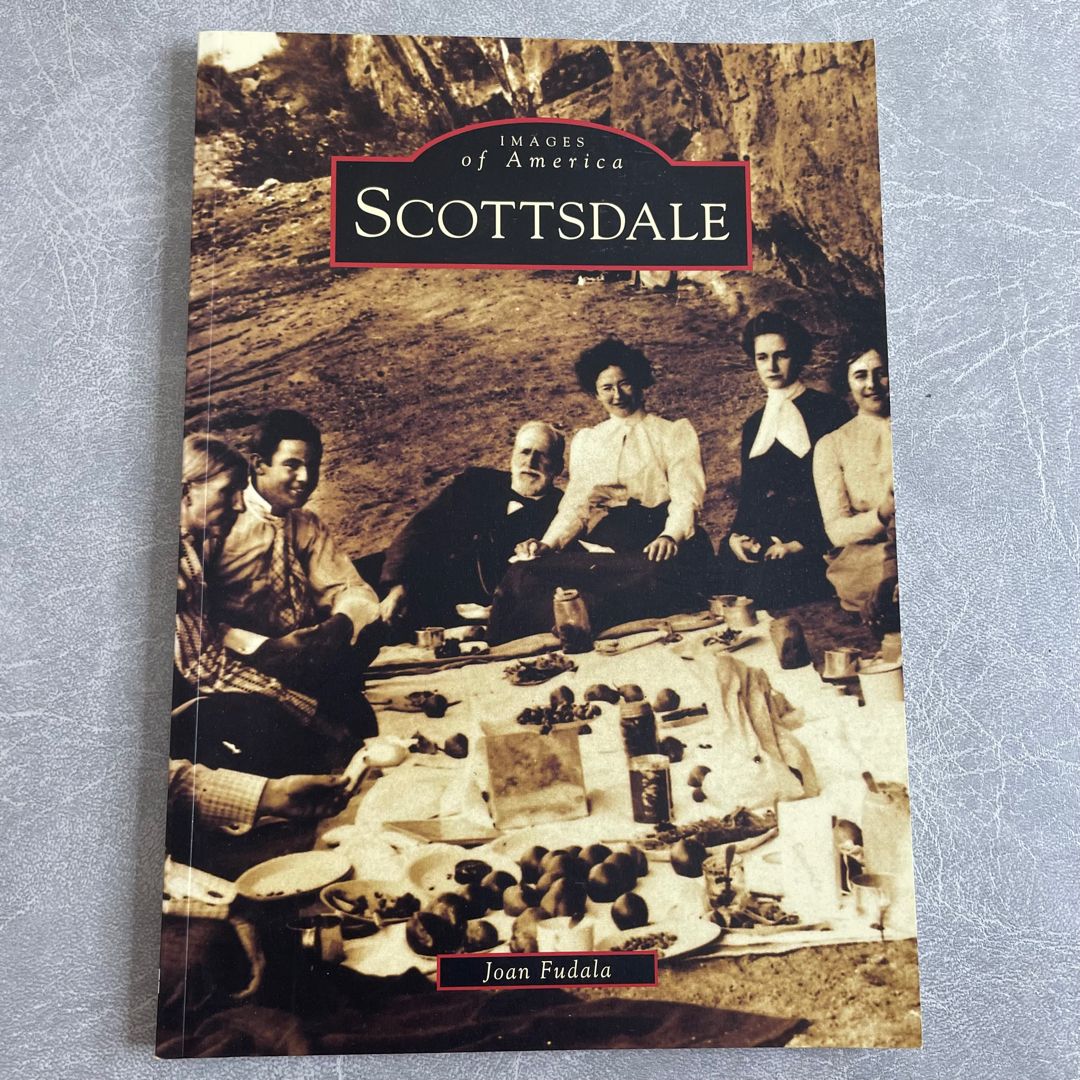 IMAGES
of America
SCOTTSDALE
Joan Fudala